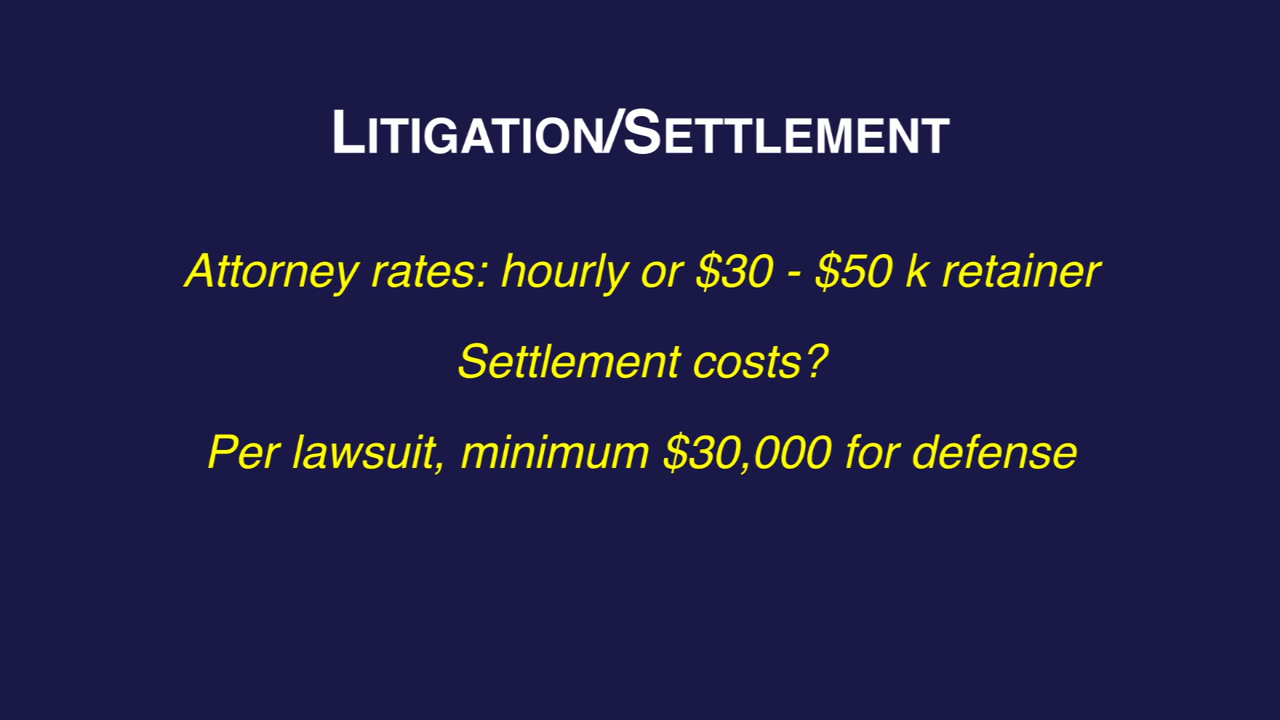 LITIGATION/SETTLEMENT
Attorney rates: hourly or $30 - $50 k retainer
Settlement costs?
Per lawsuit, minimum $30,000 for defense